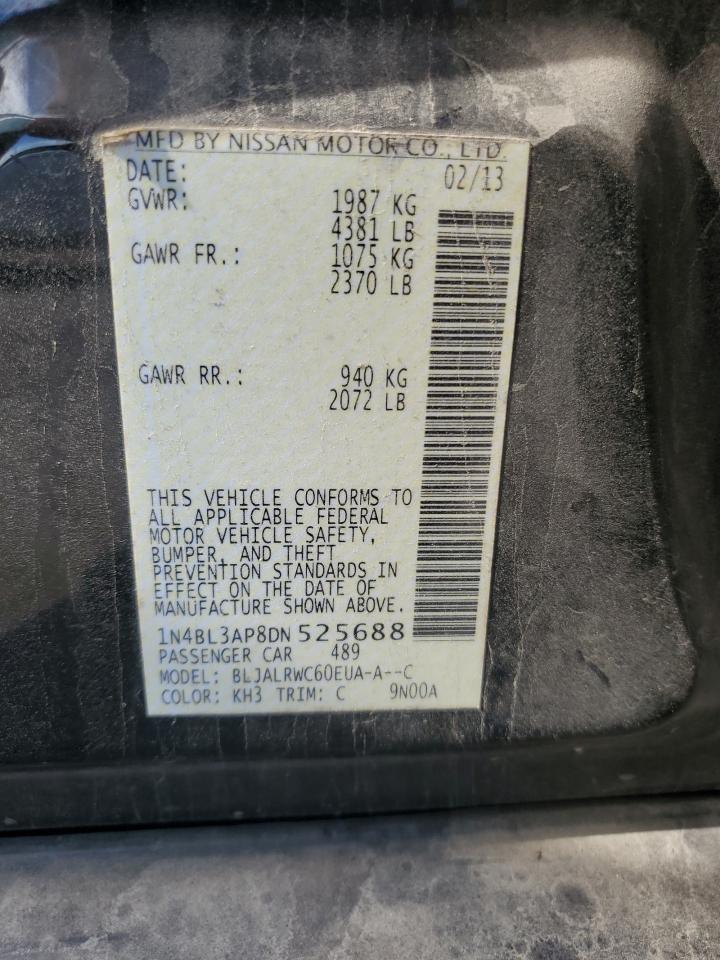 MFD BY NISSAN MOTOR CO., LTD.
DATE: 02/13
GVWR: 1987 KG
4381 LB
GAWR FR.: 1075 KG
2370 LB
GAWR RR.: 940 KG
2072 LB
THIS VEHICLE CONFORMS TO
ALL APPLICABLE FEDERAL
MOTOR VEHICLE SAFETY,
BUMPER, AND THEFT
PREVENTION STANDARDS IN
EFFECT ON THE DATE OF
MANUFACTURE SHOWN ABOVE.
1N4BL3AP8DN 525688
PASSENGER CAR 489
MODEL: BLJALRWC60EUA-A--C
COLOR: KH3 TRIM: C 9N00A